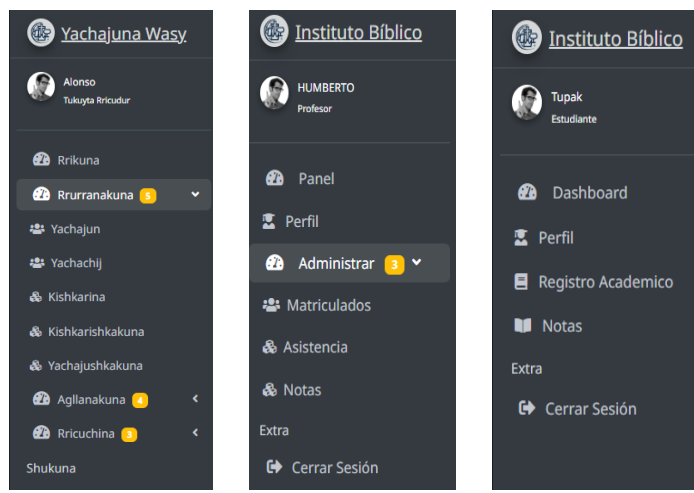 Yachajuna Wasy
Alonso
Tukuyta Rricudur
Rrikuna
Rrurranakuna 5
Yachajun
Yachachij
Kishkarina
Kishkarishkakuna
Yachajushkakuna
Agllanakuna 4
Rricuchina 3
Shukuna
Instituto Bíblico
HUMBERTO
Profesor
Panel
Perfil
Administrar 3
Matriculados
Asistencia
Notas
Extra
Cerrar Sesión
Instituto Bíblico
Tupak
Estudiante
Dashboard
Perfil
Registro Academico
Notas
Extra
Cerrar Sesión